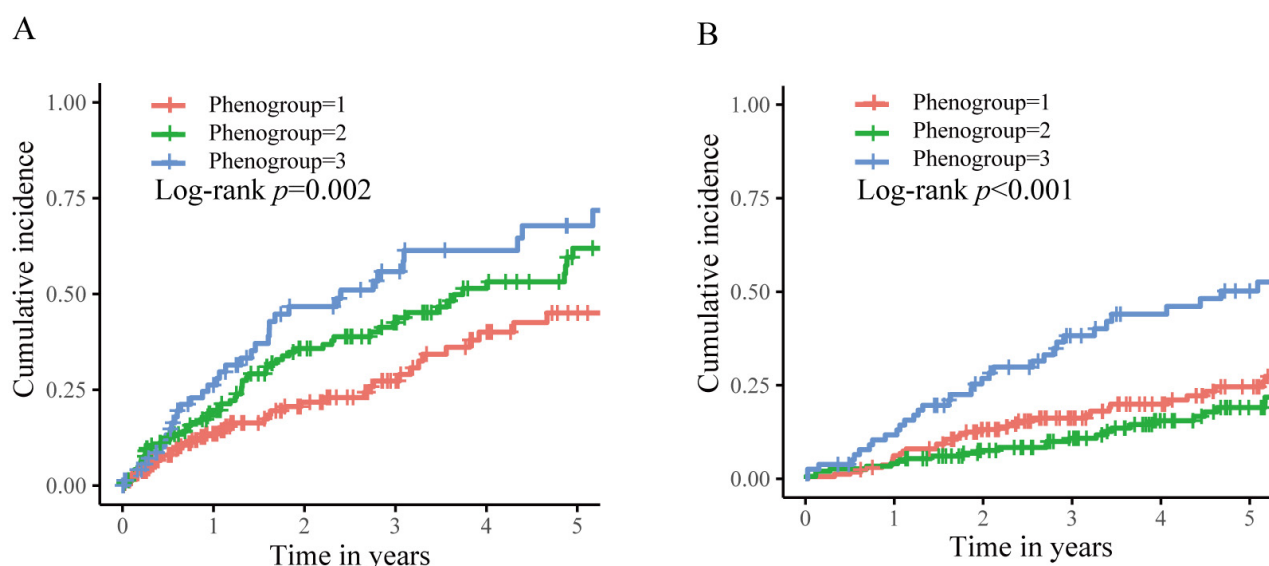 A
1.00
0.75
0.50
0.25
0.00
Cumulative incidence
Phenogroup=1
Phenogroup=2
Phenogroup=3
Log-rank p=0.002
0 1 2 3 4 5
Time in years
B
1.00
0.75
0.50
0.25
0.00
Cumulative incidence
Phenogroup=1
Phenogroup=2
Phenogroup=3
Log-rank p<0.001
0 1 2 3 4 5
Time in years